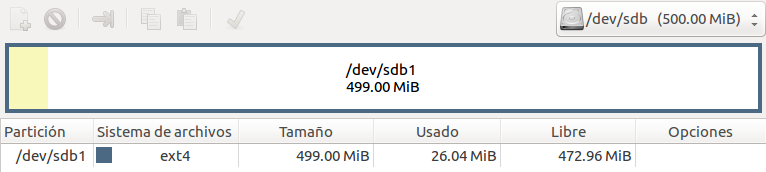 /dev/sdb (500.00 MiB)
/dev/sdb1
499.00 MiB
Partición Sistema de archivos Tamaño Usado Libre Opciones
/dev/sdb1 ext4 499.00 MiB 26.04 MiB 472.96 MiB